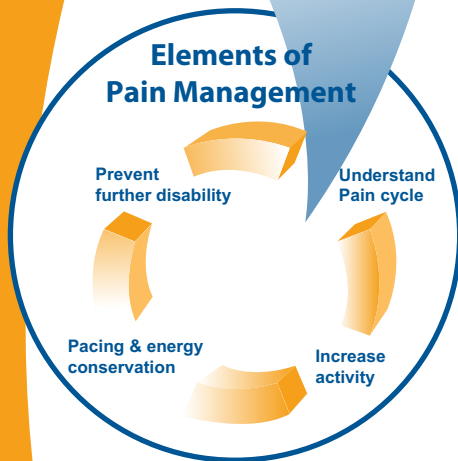 Elements of
Pain Management
Prevent
further disability
Understand
Pain cycle
Pacing & energy
conservation
Increase
activity